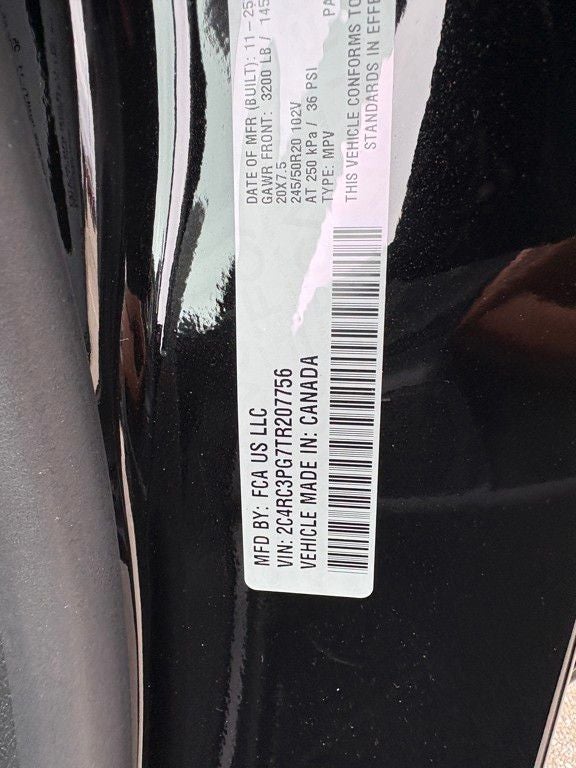 MFD BY: FCA US LLC
VIN: 2C4RC3PG7TR207756
VEHICLE MADE IN: CANADA
DATE OF MFR (BUILT): 11-25
GAWR FRONT: 3200 LB / 145
20X7.5
245/50R20 102V
AT 250 kPa / 36 PSI
TYPE: MPV
PA
THIS VEHICLE CONFORMS TO
STANDARDS IN EFFE